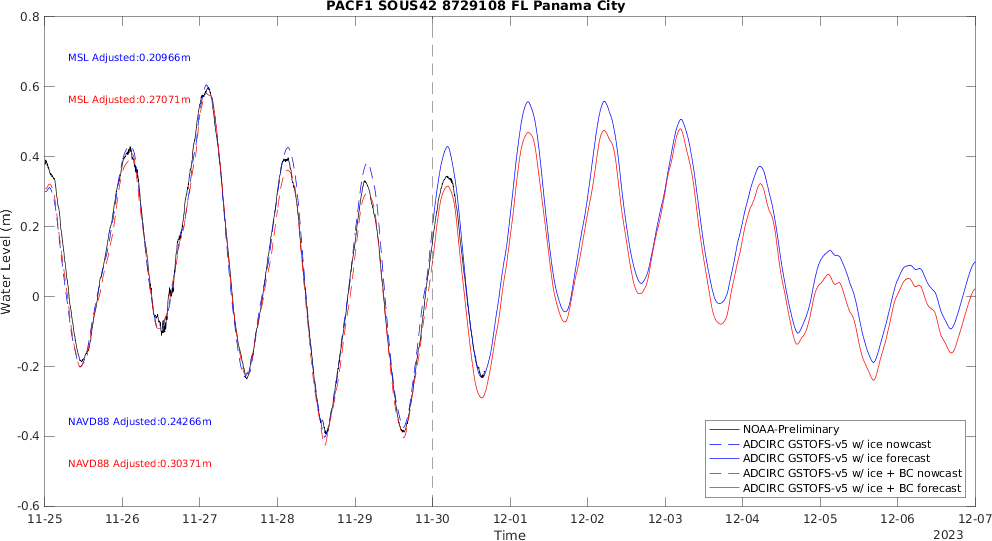 PACF1 SOUS42 8729108 FL Panama City
0.8
MSL Adjusted:0.20966m
0.6
MSL Adjusted:0.27071m
0.4
0.2
Water Level (m)
0
-0.2
NAVD88 Adjusted:0.24266m
-0.4
NAVD88 Adjusted:0.30371m
-0.6
NOAA-Preliminary
ADCIRC GSTOFS-v5 w/ ice nowcast
ADCIRC GSTOFS-v5 w/ ice forecast
ADCIRC GSTOFS-v5 w/ ice + BC nowcast
ADCIRC GSTOFS-v5 w/ ice + BC forecast
11-25 11-26 11-27 11-28 11-29 11-30 12-01 12-02 12-03 12-04 12-05 12-06 12-07
Time
2023